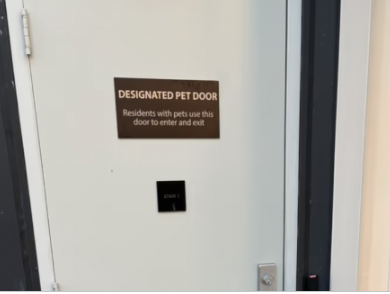 DESIGNATED PET DOOR
Residents with pets use this
door to enter and exit